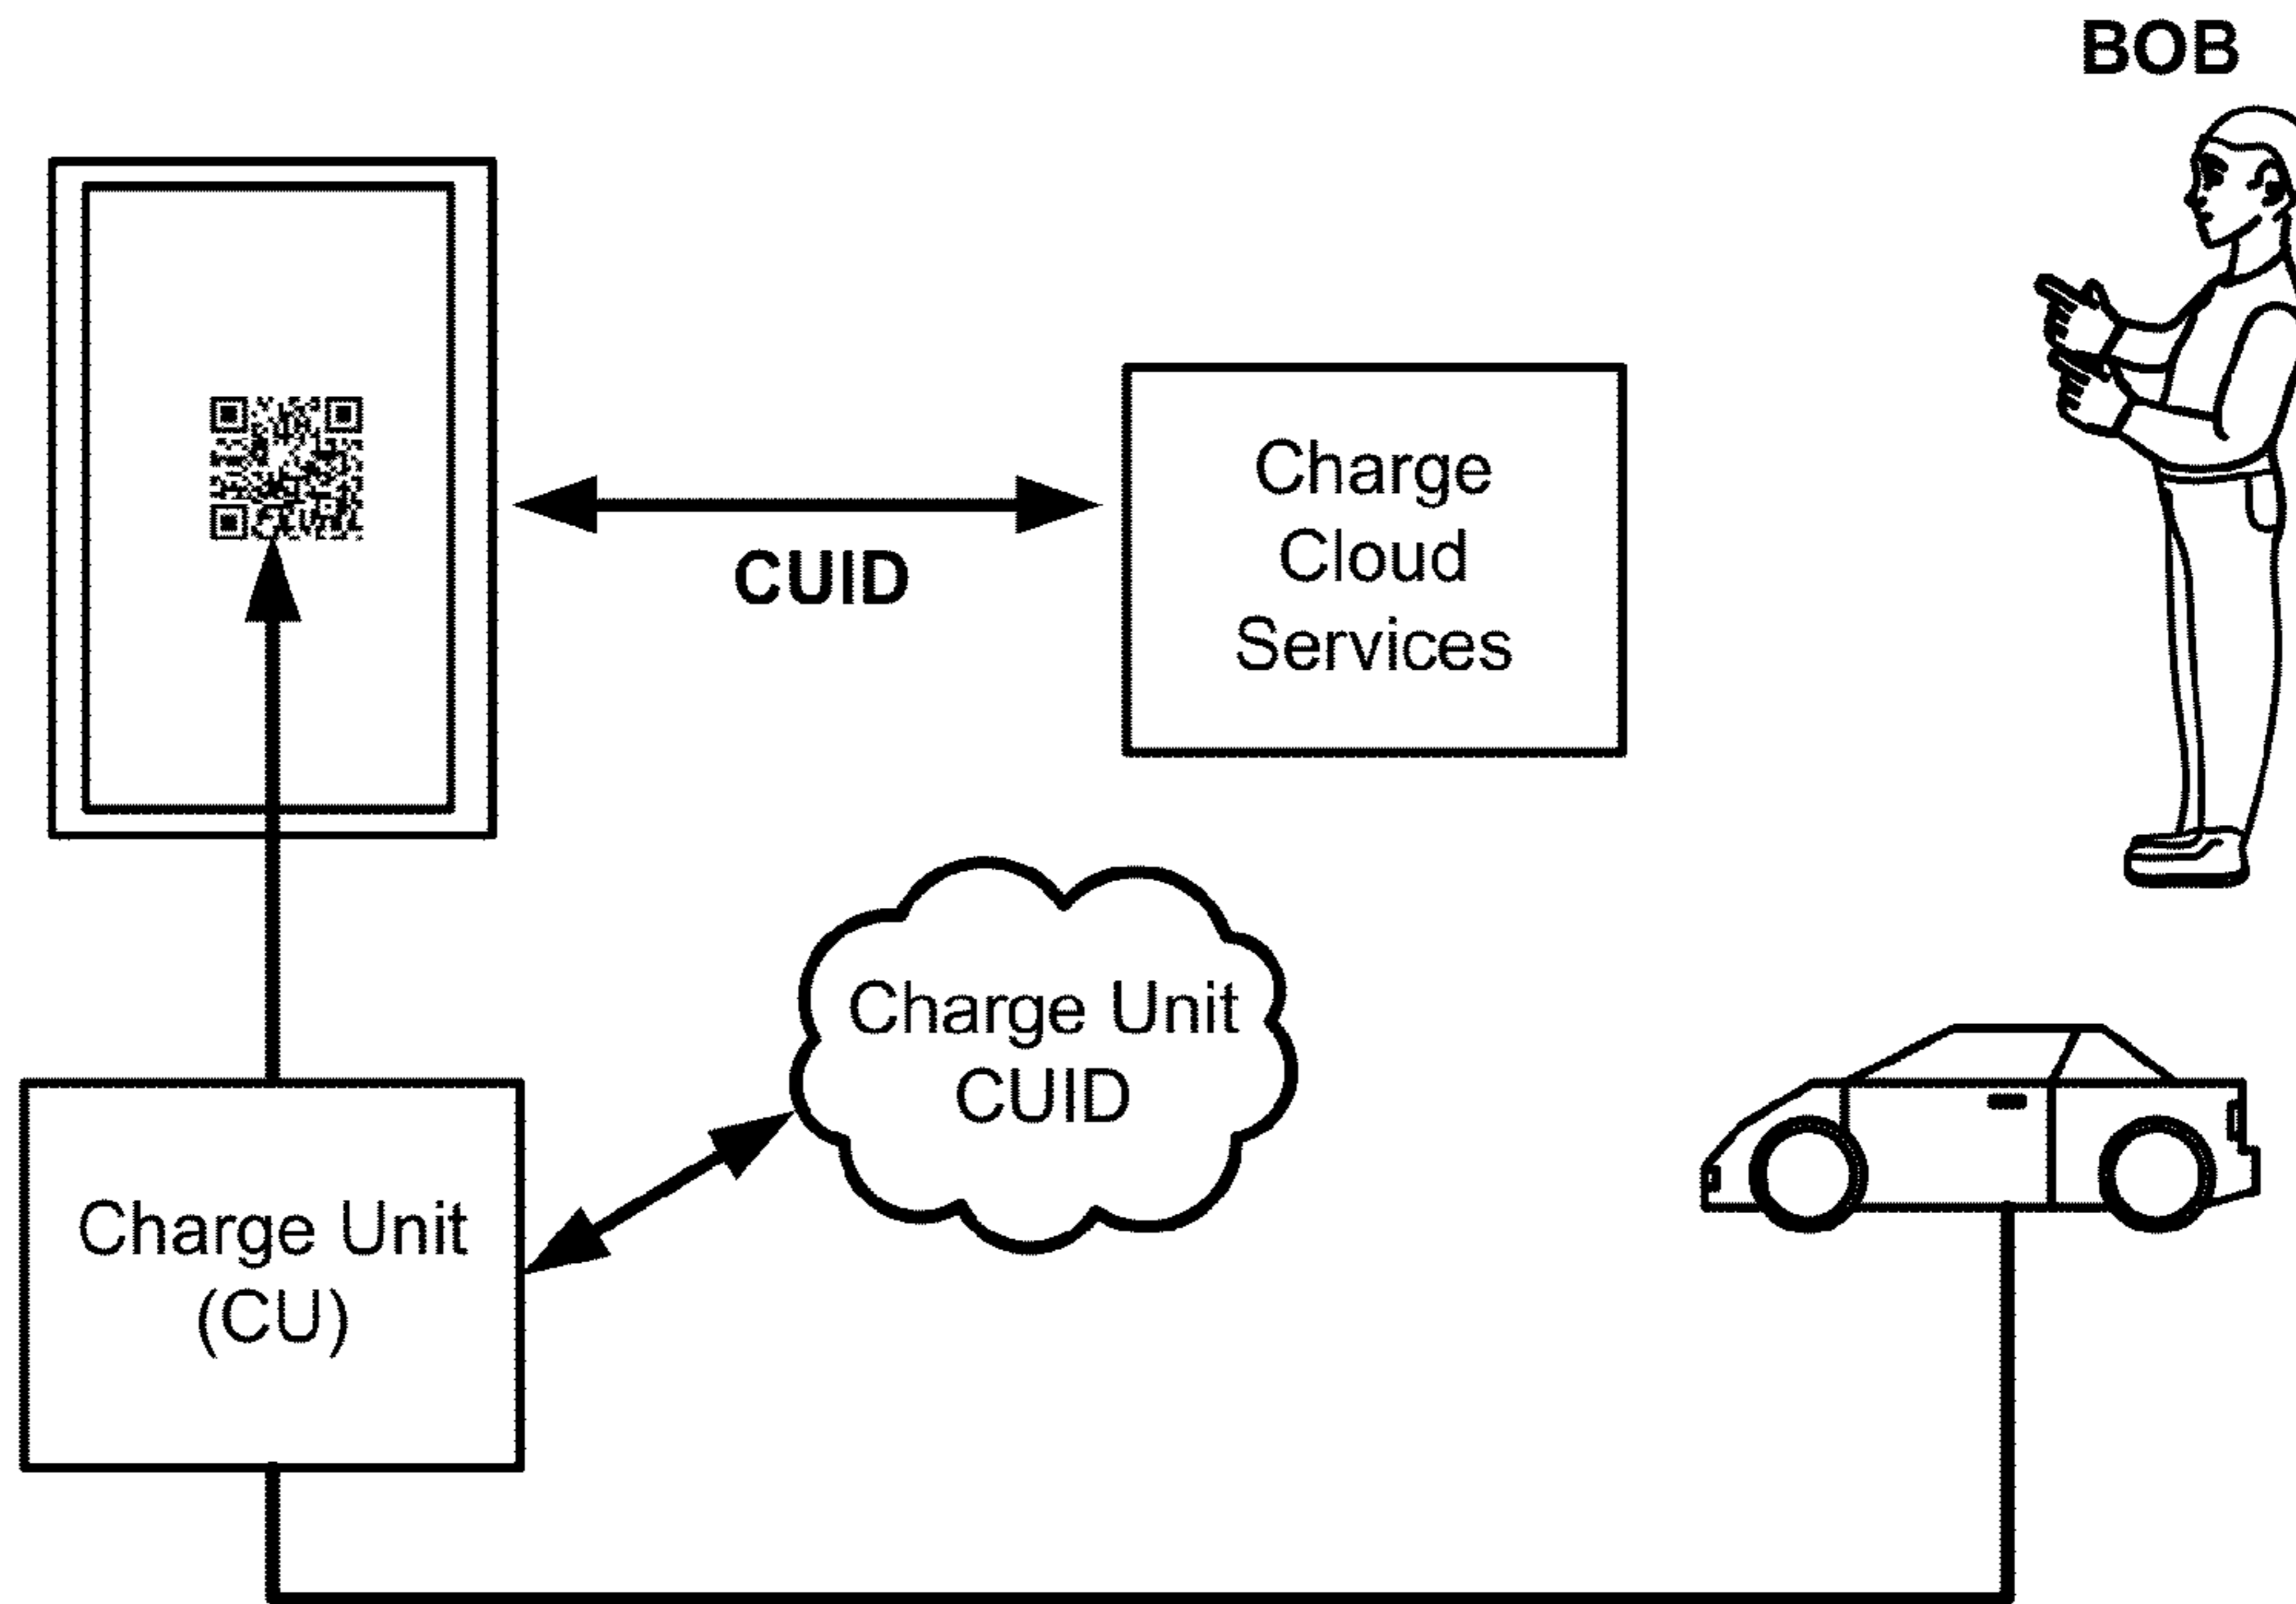 BOB
Charge
Cloud
Services
CUID
Charge Unit
CUID
Charge Unit
(CU)